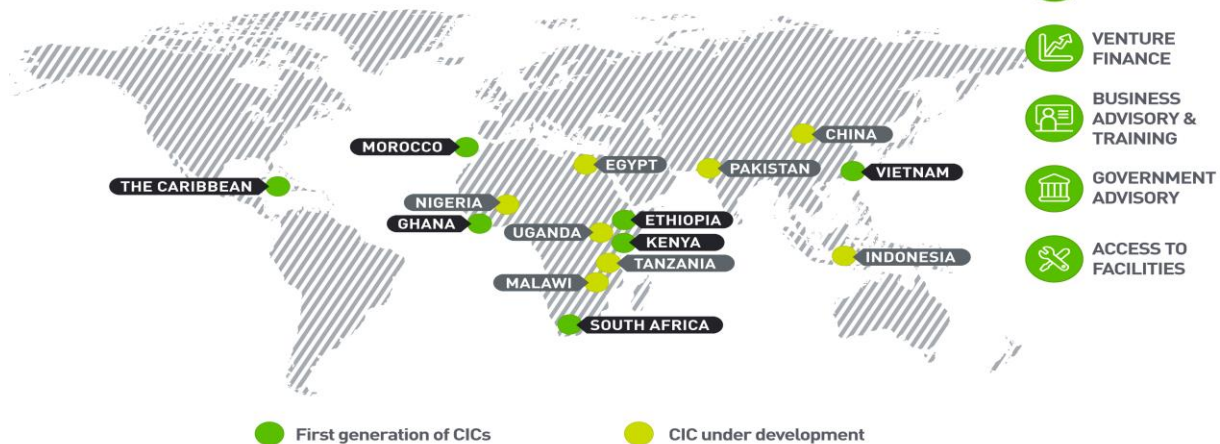 VENTURE
FINANCE
BUSINESS
ADVISORY &
TRAINING
GOVERNMENT
ADVISORY
ACCESS TO
FACILITIES
CHINA
MOROCCO
EGYPT
PAKISTAN
VIETNAM
THE CARIBBEAN
NIGERIA
GHANA
ETHIOPIA
UGANDA
KENYA
TANZANIA
INDONESIA
MALAWI
SOUTH AFRICA
First generation of CICs
CIC under development